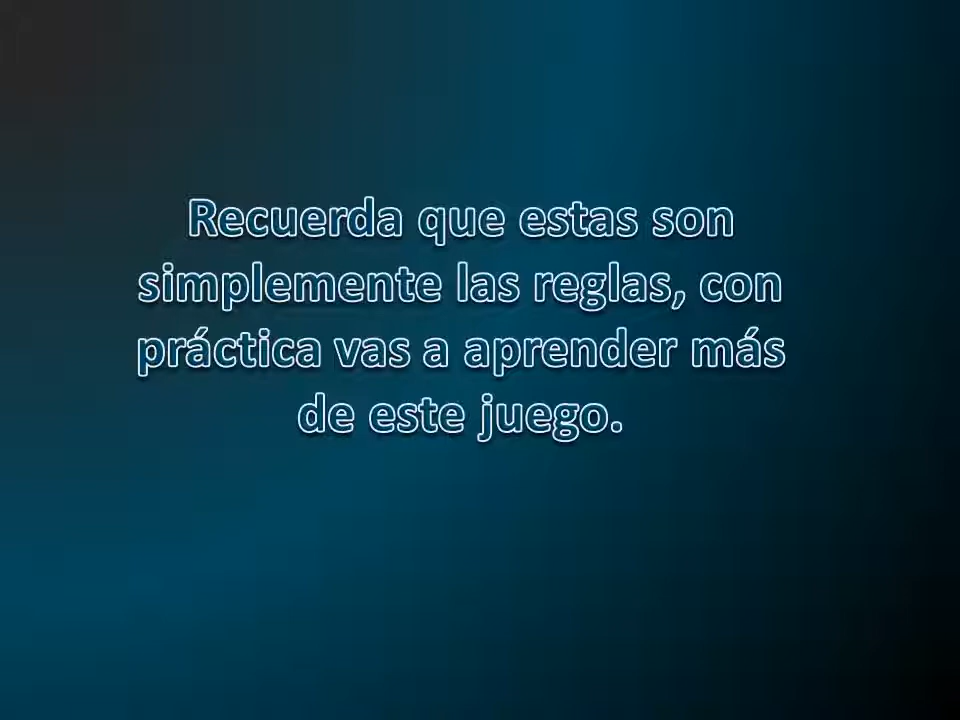 Recuerda que estas son
simplemente las reglas, con
práctica vas a aprender más
de este juego.